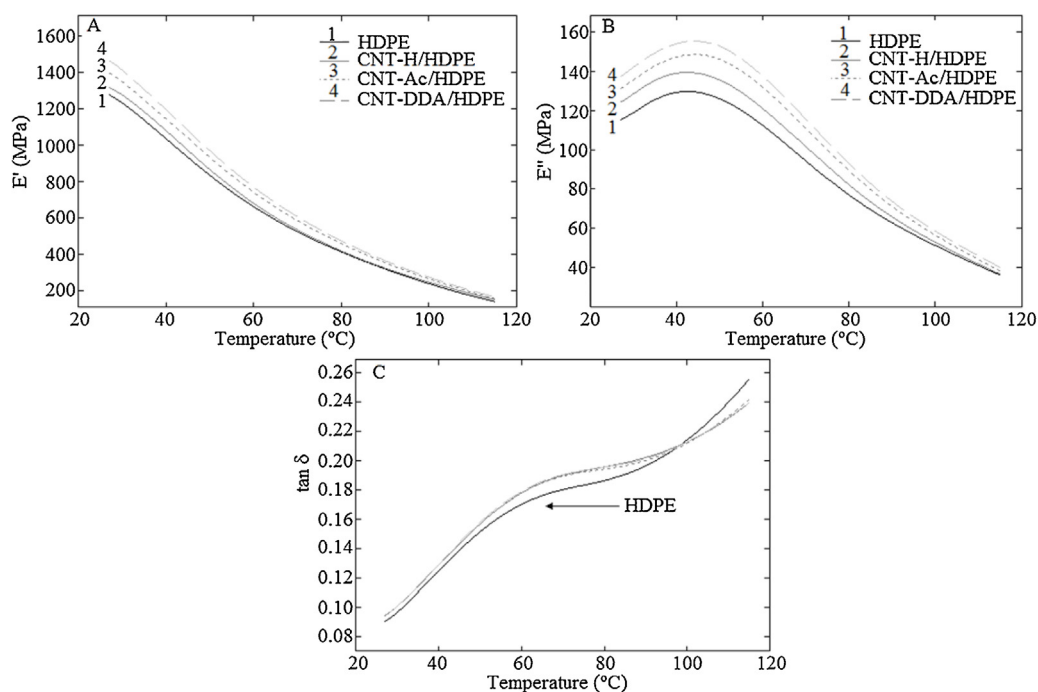 A
1600
1400
1200
1000
800
600
400
200
E' (MPa)
20 40 60 80 100 120
Temperature (°C)
4
3
2
1
1 HDPE
2 CNT-H/HDPE
3 CNT-Ac/HDPE
4 CNT-DDA/HDPE
B
160
140
120
100
80
60
40
E'' (MPa)
20 40 60 80 100 120
Temperature (°C)
4
3
2
1
1 HDPE
2 CNT-H/HDPE
3 CNT-Ac/HDPE
4 CNT-DDA/HDPE
C
0.26
0.24
0.22
0.20
0.18
0.16
0.14
0.12
0.10
0.08
tan δ
HDPE
20 40 60 80 100 120
Temperature (°C)